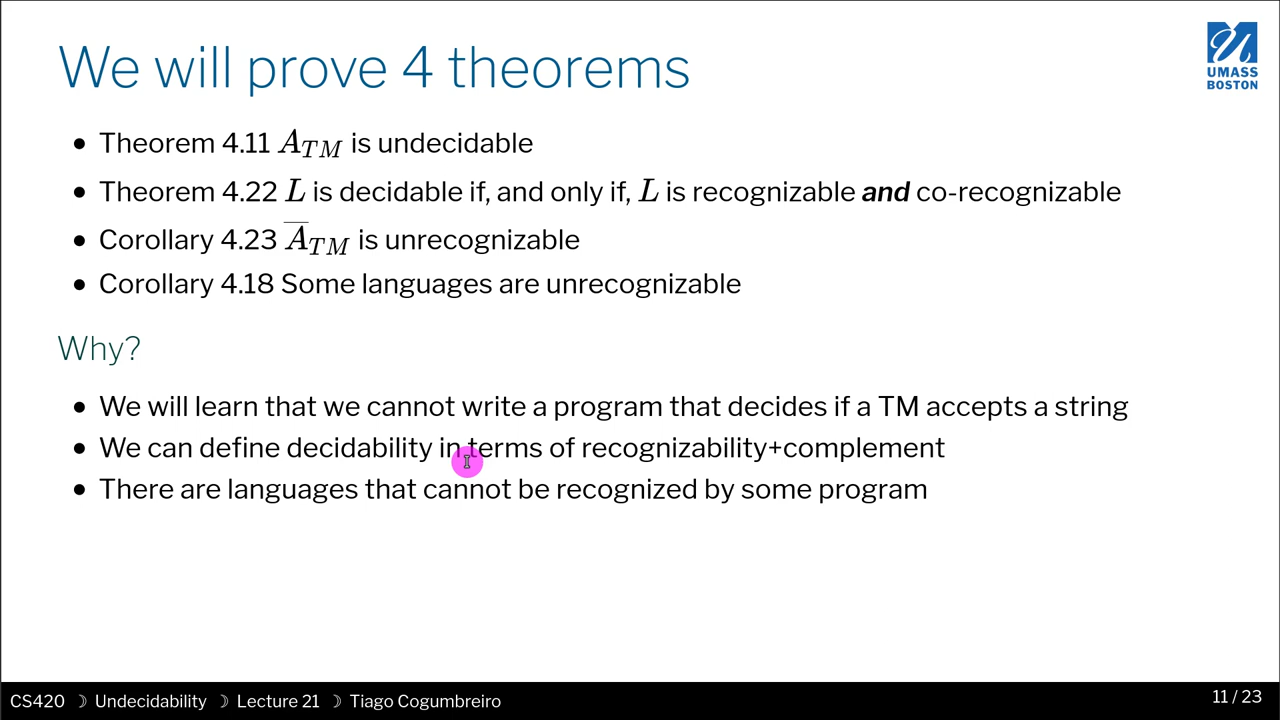 We will prove 4 theorems
UMASS
BOSTON
• Theorem 4.11 $A_{TM}$ is undecidable
• Theorem 4.22 $L$ is decidable if, and only if, $L$ is recognizable and co-recognizable
• Corollary 4.23 $\overline{A}_{TM}$ is unrecognizable
• Corollary 4.18 Some languages are unrecognizable
Why?
• We will learn that we cannot write a program that decides if a TM accepts a string
• We can define decidability in terms of recognizability+complement
• There are languages that cannot be recognized by some program
CS420 ☽ Undecidability ☽ Lecture 21 ☽ Tiago Cogumbreiro
11 / 23